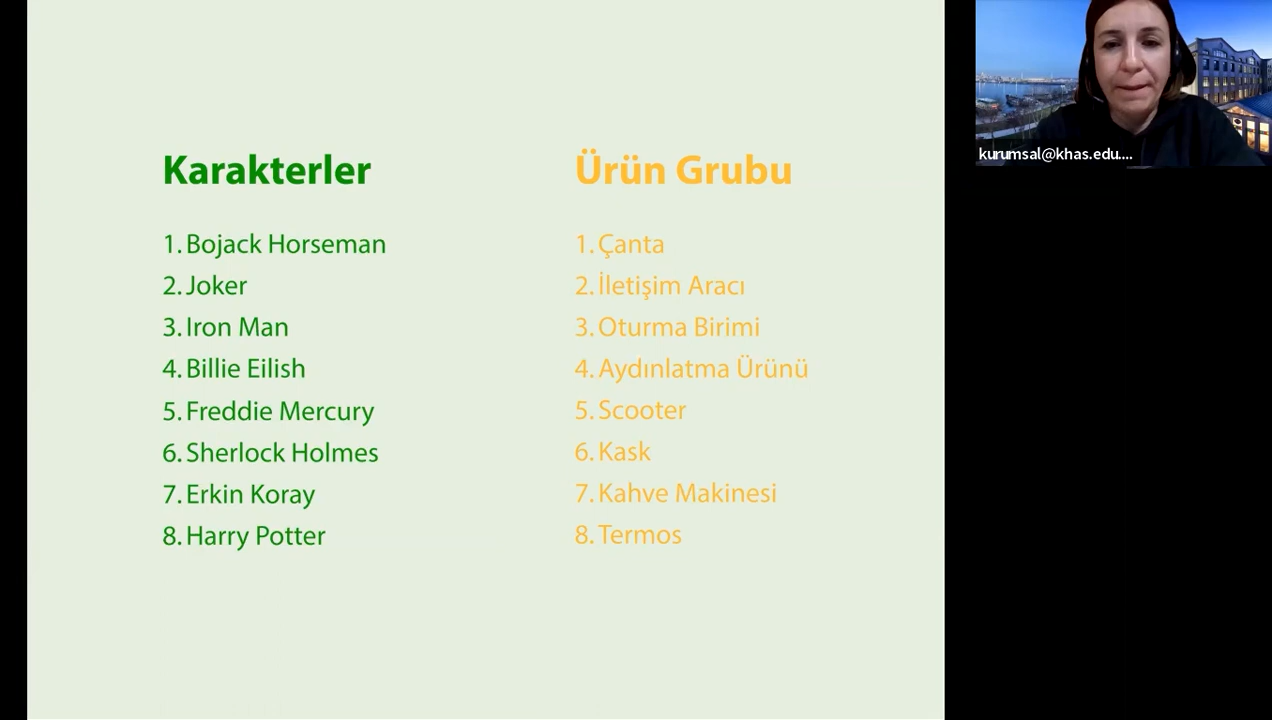 Karakterler
1. Bojack Horseman
2. Joker
3. Iron Man
4. Billie Eilish
5. Freddie Mercury
6. Sherlock Holmes
7. Erkin Koray
8. Harry Potter
Ürün Grubu
1. Çanta
2. İletişim Aracı
3. Oturma Birimi
4. Aydınlatma Ürünü
5. Scooter
6. Kask
7. Kahve Makinesi
8. Termos
kurumsal@khas.edu....